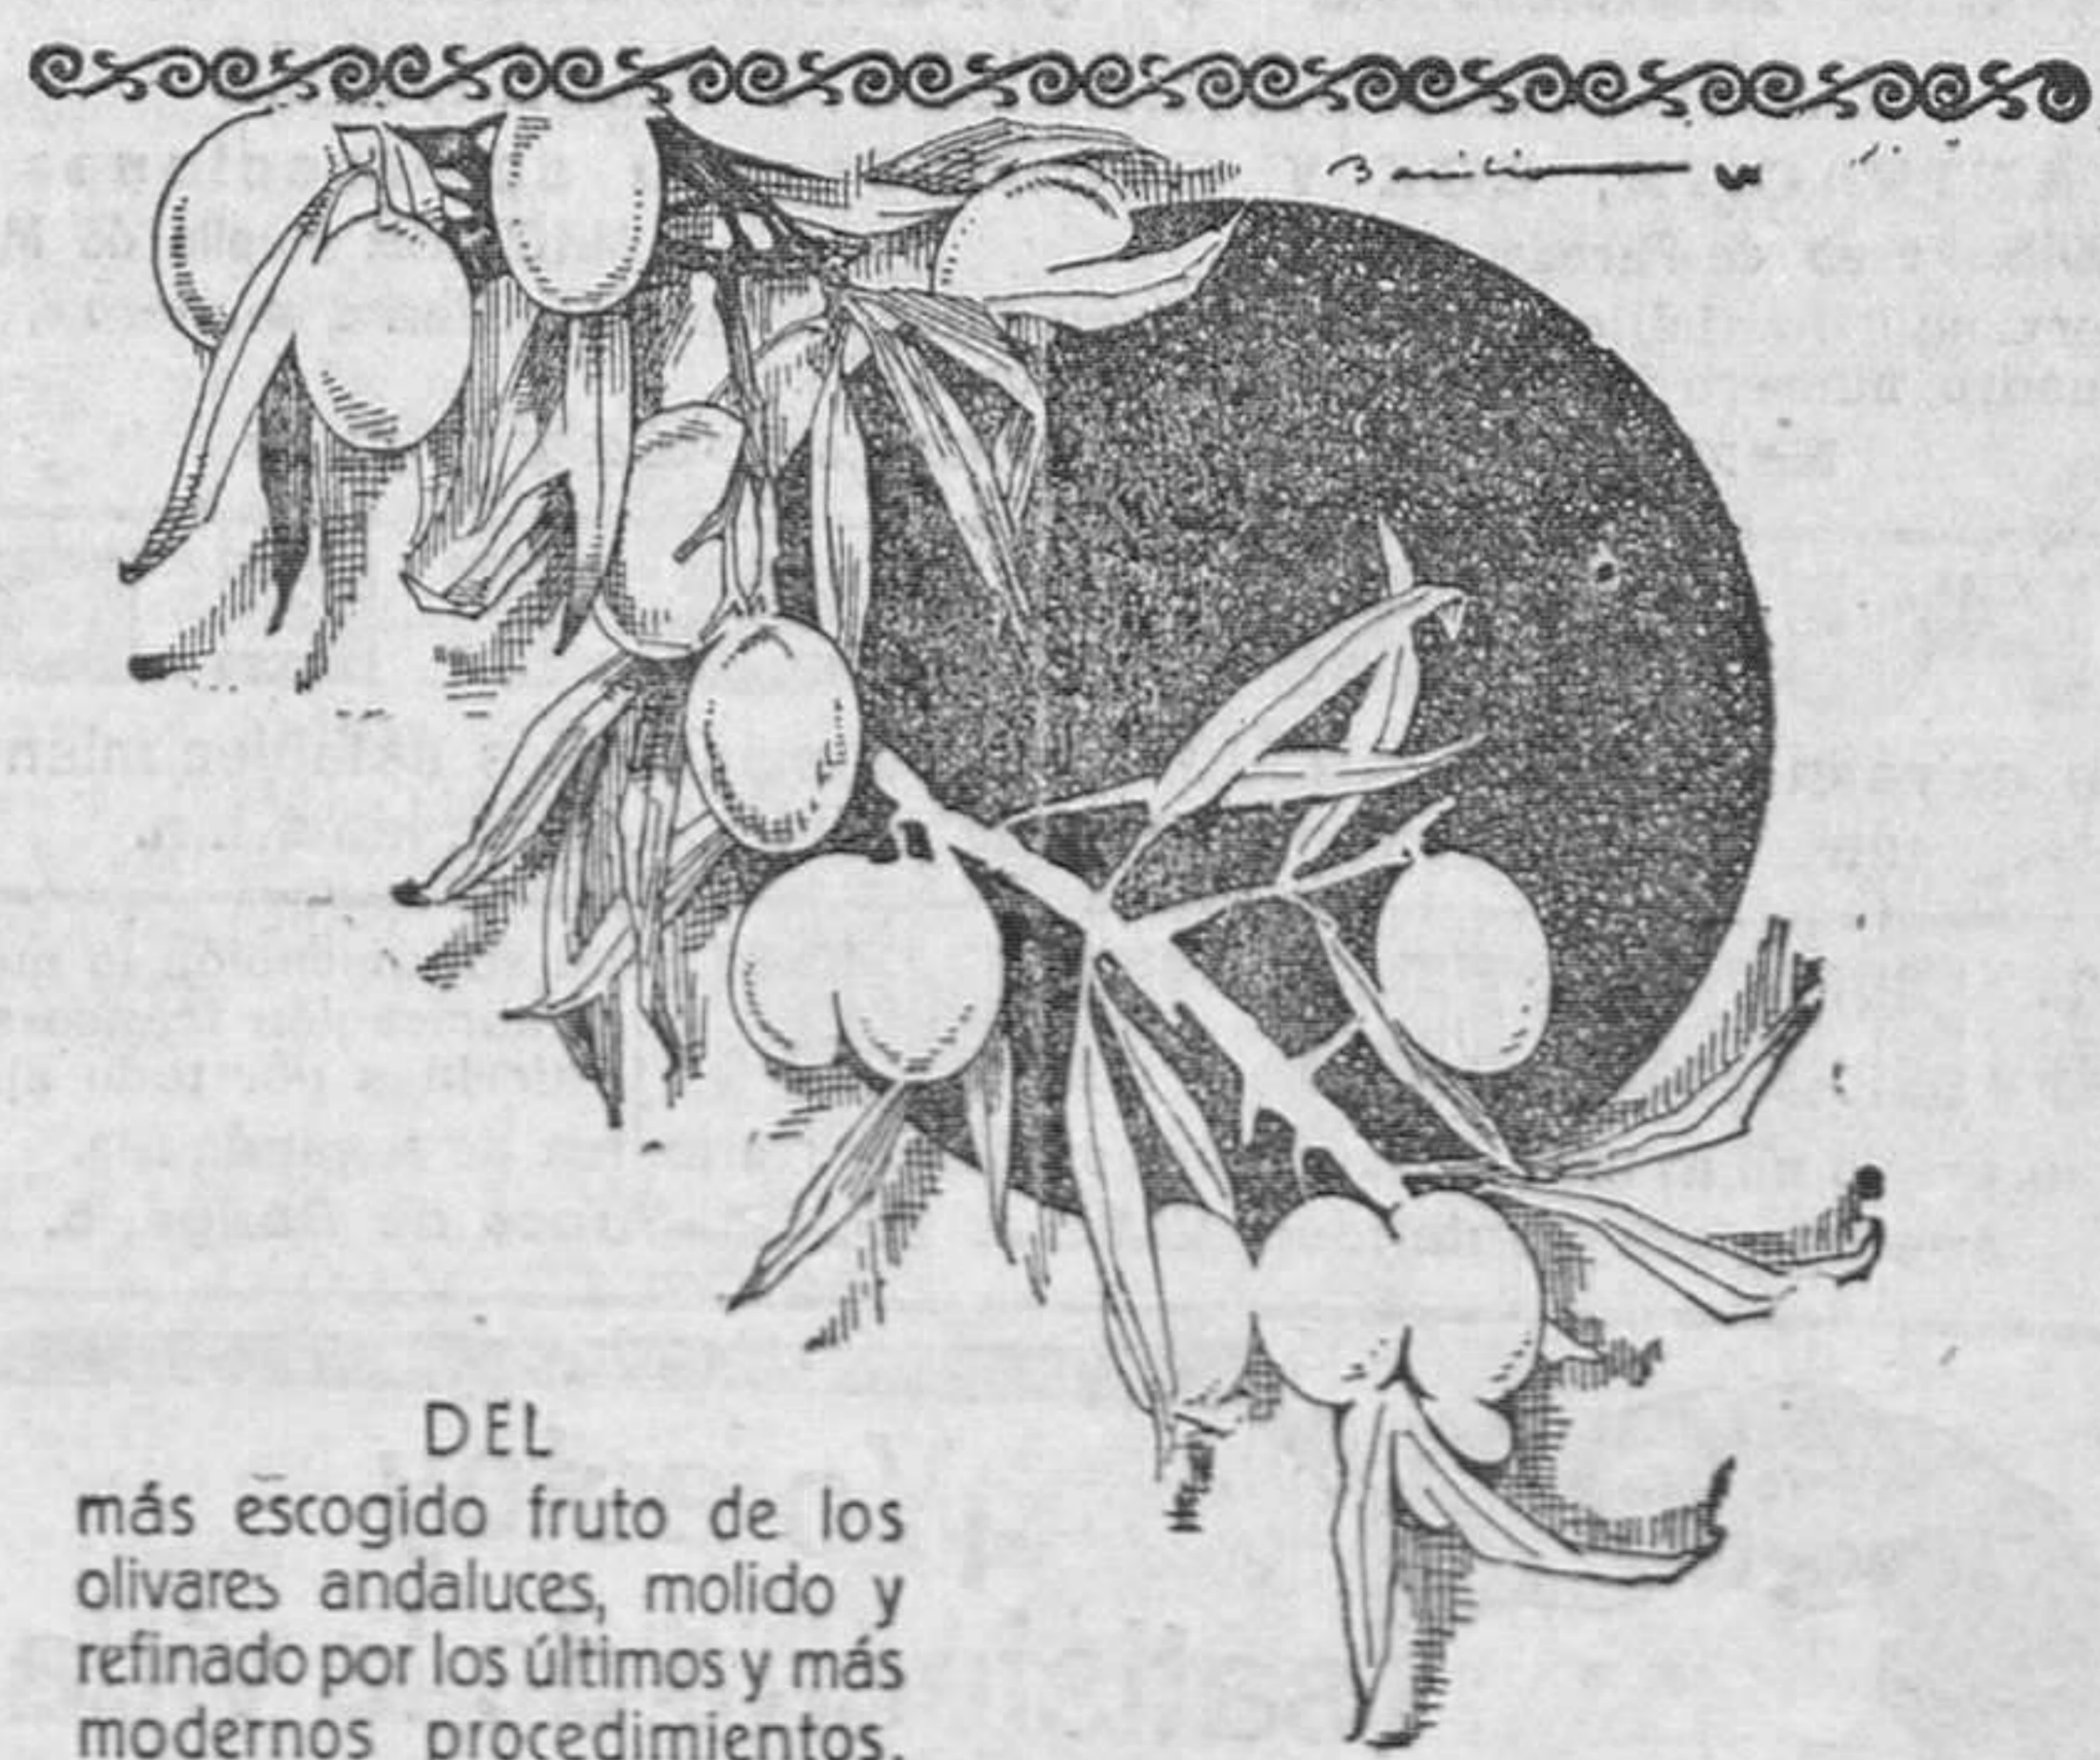 DEL
más escogido fruto de los
olivares andaluces, molido y
refinado por los últimos y más
modernos procedimientos.